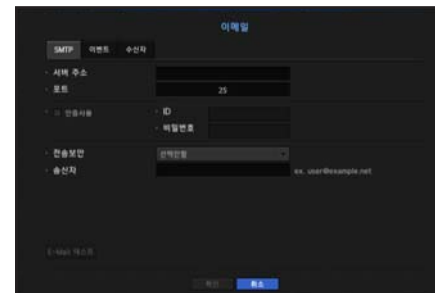 이메일
SMTP 이벤트 수신자
· 서버 주소
· 포트 25
· 인증사용 · ID
· 비밀번호
· 전송보안 선택안함
· 송신자 ex. user@example.net
E-Mail 테스트
확인 취소